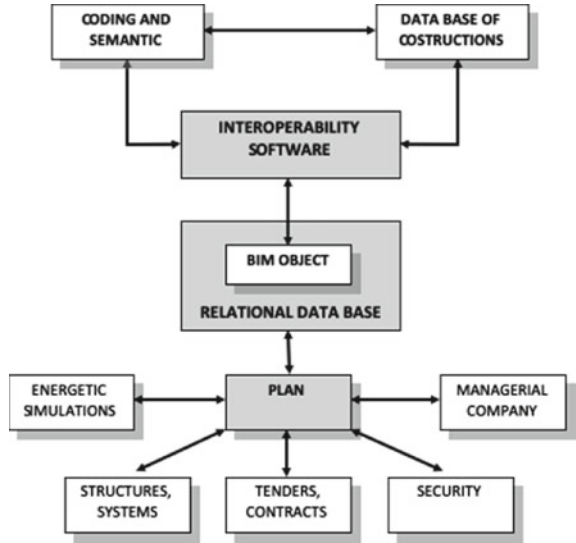 CODING AND
SEMANTIC
DATA BASE OF
COSTRUCTIONS
INTEROPERABILITY
SOFTWARE
BIM OBJECT
RELATIONAL DATA BASE
ENERGETIC
SIMULATIONS
PLAN
MANAGERIAL
COMPANY
STRUCTURES,
SYSTEMS
TENDERS,
CONTRACTS
SECURITY